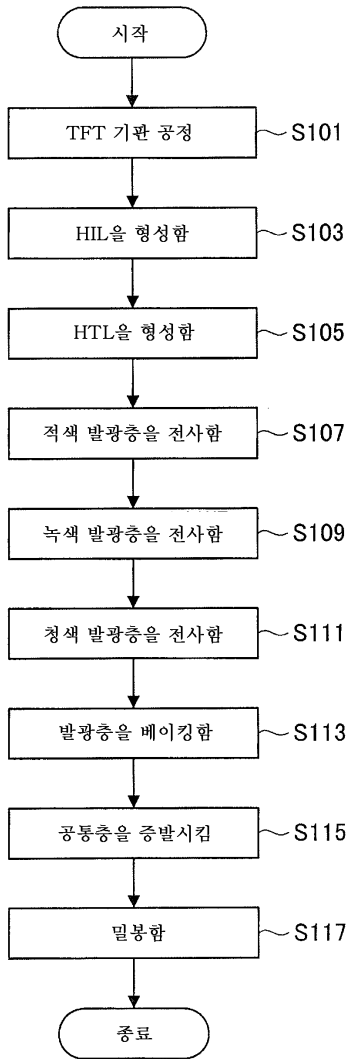 시작
TFT 기판 공정 S101
HIL을 형성함 S103
HTL을 형성함 S105
적색 발광층을 전사함 S107
녹색 발광층을 전사함 S109
청색 발광층을 전사함 S111
발광층을 베이킹함 S113
공통층을 증발시킴 S115
밀봉함 S117
종료